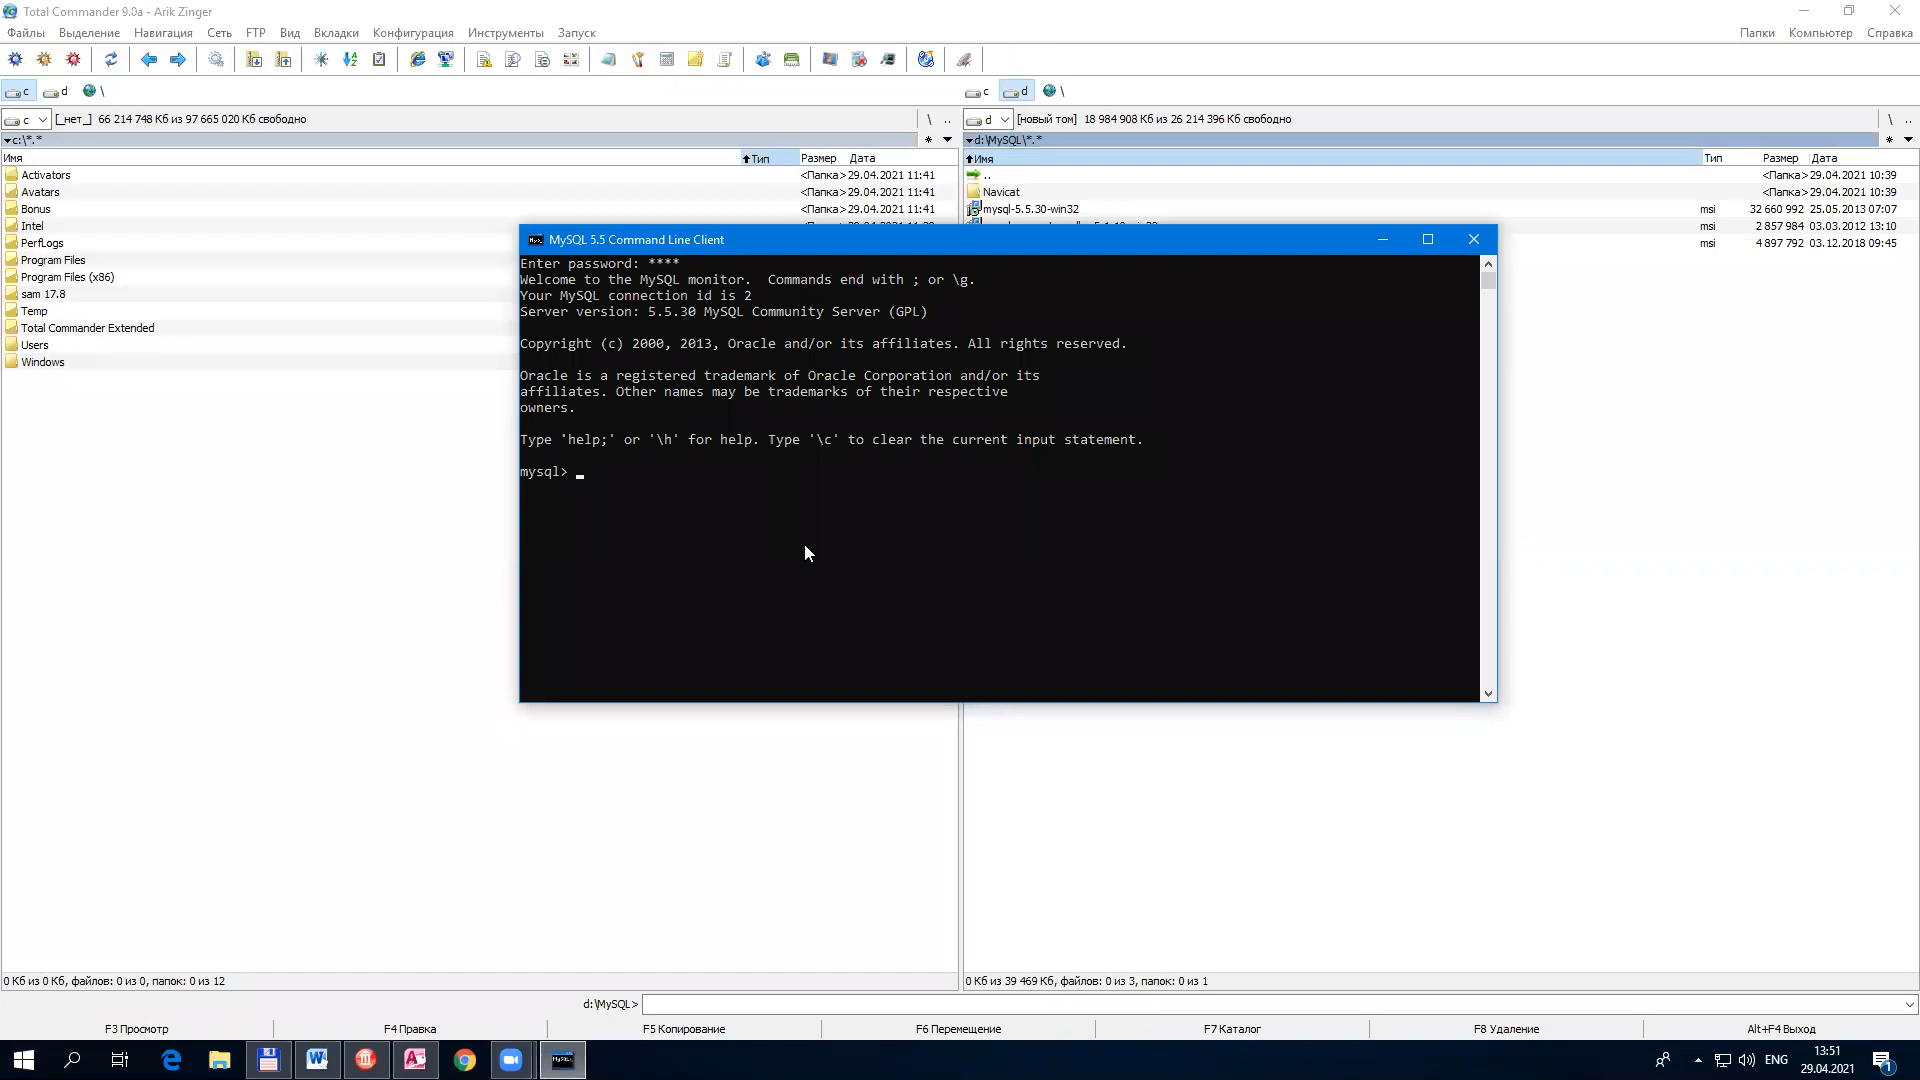 Total Commander 9.0a - Arik Zinger
Файлы Выделение Навигация Сеть FTP Вид Вкладки Конфигурация Инструменты Запуск
Папки Компьютер Справка
c d \
c d \
c [_нет_] 66 214 748 Кб из 97 665 020 Кб свободно \ ..
d [новый том] 18 984 908 Кб из 26 214 396 Кб свободно \ ..
c:\*.* *
d:\MySQL\*.* *
Имя Тип Размер Дата
Activators <Папка> 29.04.2021 11:41
Avatars <Папка> 29.04.2021 11:41
Bonus <Папка> 29.04.2021 11:41
Intel
PerfLogs
Program Files
Program Files (x86)
sam 17.8
Temp
Total Commander Extended
Users
Windows
Имя Тип Размер Дата
.. <Папка> 29.04.2021 10:39
Navicat <Папка> 29.04.2021 10:39
mysql-5.5.30-win32 msi 32 660 992 25.05.2013 07:07
msi 2 857 984 03.03.2012 13:10
msi 4 897 792 03.12.2018 09:45
MySQL 5.5 Command Line Client
Enter password: ****
Welcome to the MySQL monitor.  Commands end with ; or \g.
Your MySQL connection id is 2
Server version: 5.5.30 MySQL Community Server (GPL)
Copyright (c) 2000, 2013, Oracle and/or its affiliates. All rights reserved.
Oracle is a registered trademark of Oracle Corporation and/or its
affiliates. Other names may be trademarks of their respective
owners.
Type 'help;' or '\h' for help. Type '\c' to clear the current input statement.
mysql> _
0 Кб из 0 Кб, файлов: 0 из 0, папок: 0 из 12
0 Кб из 39 469 Кб, файлов: 0 из 3, папок: 0 из 1
d:\MySQL>
F3 Просмотр F4 Правка F5 Копирование F6 Перемещение F7 Каталог F8 Удаление Alt+F4 Выход
ENG
13:51
29.04.2021
1